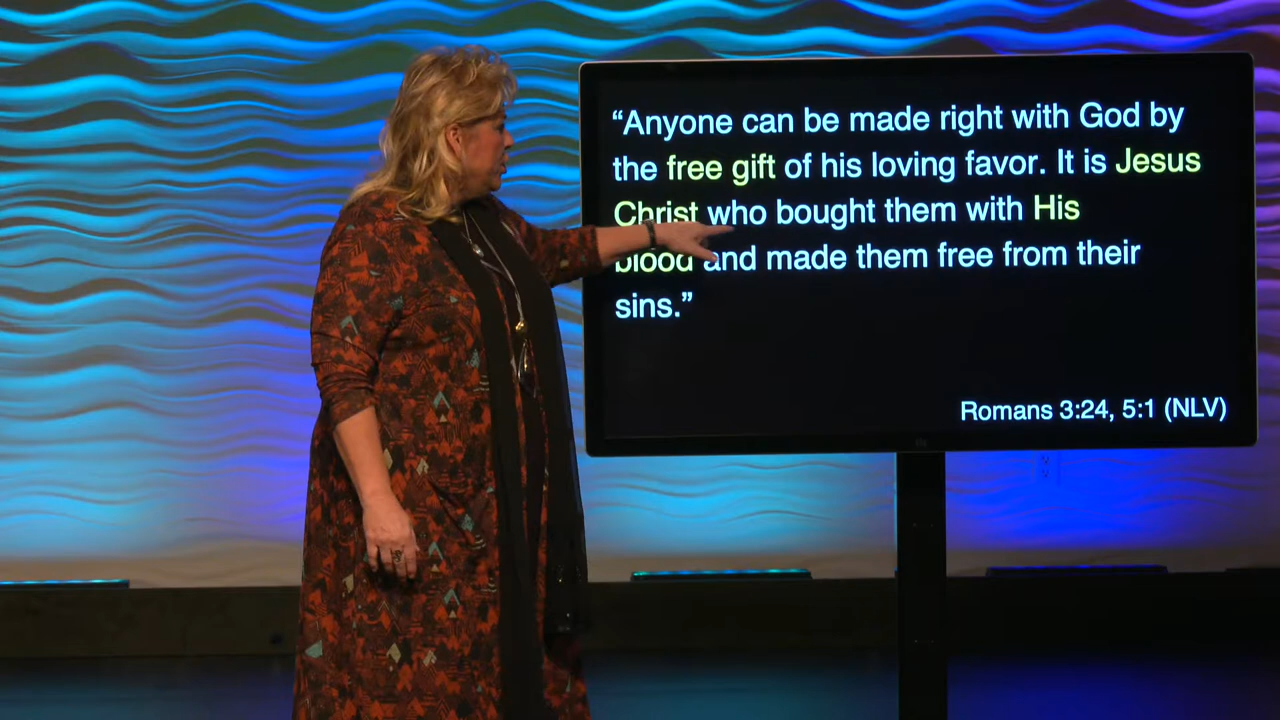 “Anyone can be made right with God by
the free gift of his loving favor. It is Jesus
Christ who bought them with His
blood and made them free from their
sins.”
Romans 3:24, 5:1 (NLV)